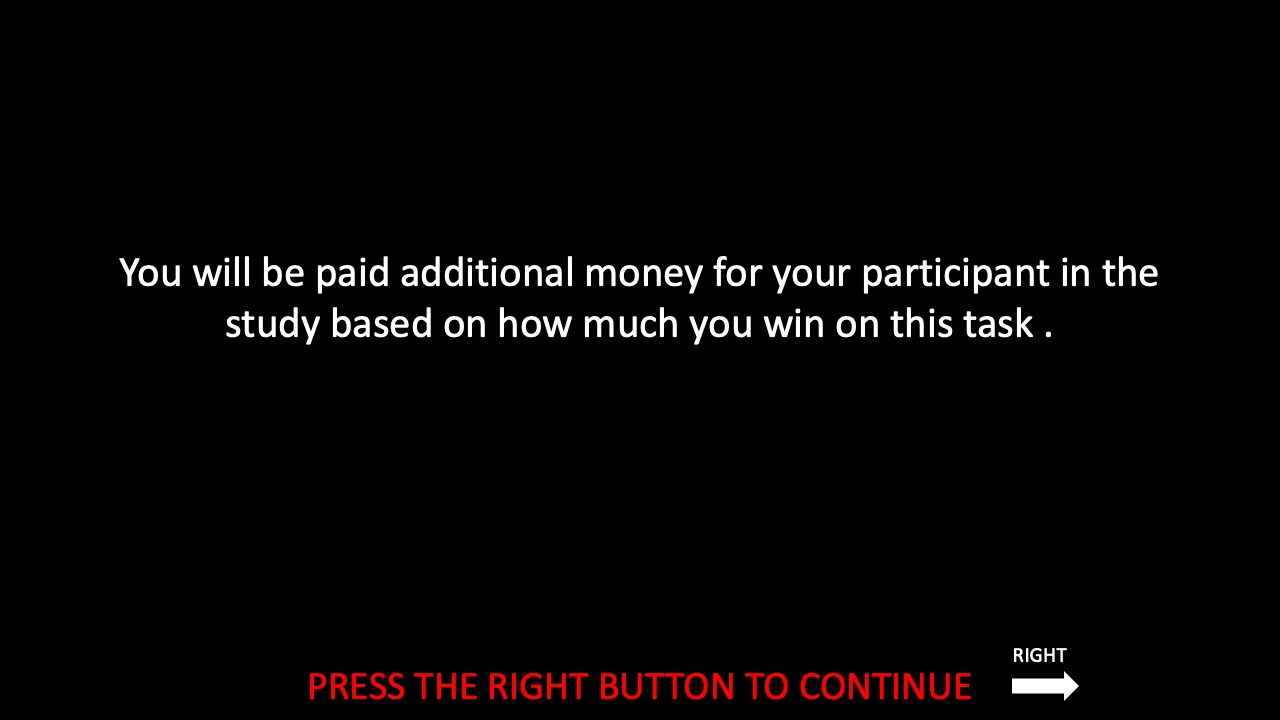 You will be paid additional money for your participant in the
study based on how much you win on this task .
RIGHT
PRESS THE RIGHT BUTTON TO CONTINUE